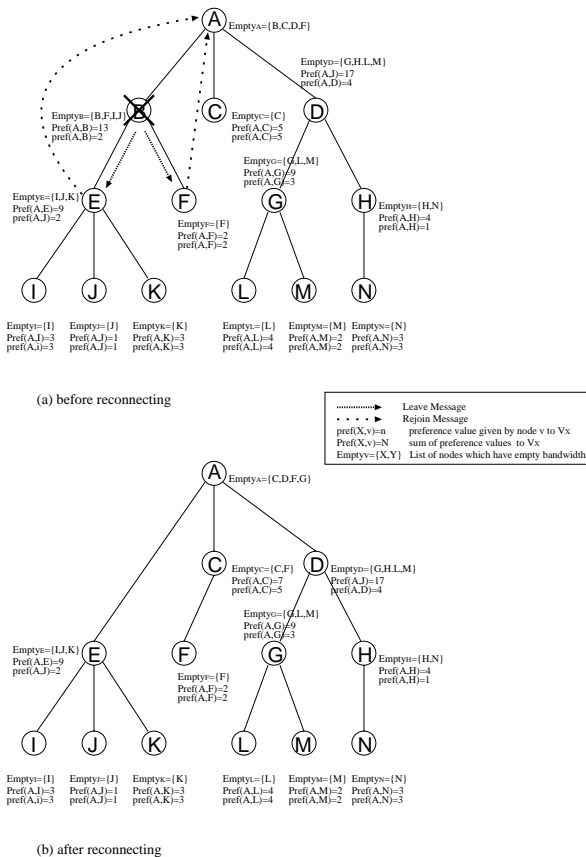 A
EmptyA={B,C,D,F}
EmptyD={G,H.L,M}
Pref(A,J)=17
pref(A,D)=4
EmptyB={B,F,I,J}
Pref(A,B)=13
pref(A,B)=2
B
C
EmptyC={C}
Pref(A,C)=5
pref(A,C)=5
D
EmptyG={G,L,M}
Pref(A,G)=9
pref(A,G)=3
EmptyE={I,J,K}
Pref(A,E)=9
pref(A,J)=2
E
F
EmptyF={F}
Pref(A,F)=2
pref(A,F)=2
G
H
EmptyH={H,N}
Pref(A,H)=4
pref(A,H)=1
I
J
K
L
M
N
EmptyI={I}
Pref(A,I)=3
pref(A,i)=3
EmptyJ={J}
Pref(A,J)=1
pref(A,J)=1
EmptyK={K}
Pref(A,K)=3
pref(A,K)=3
EmptyL={L}
Pref(A,L)=4
pref(A,L)=4
EmptyM={M}
Pref(A,M)=2
pref(A,M)=2
EmptyN={N}
Pref(A,N)=3
pref(A,N)=3
(a) before reconnecting
Leave Message
Rejoin Message
pref(X,v)=n preference value given by node v to Vx
Pref(X,v)=N sum of preference values to Vx
Emptyv={X,Y} List of nodes which have empty bandwidth
A
EmptyA={C,D,F,G}
C
EmptyC={C,F}
Pref(A,C)=7
pref(A,C)=5
D
EmptyD={G,H.L,M}
Pref(A,J)=17
pref(A,D)=4
EmptyG={G,L,M}
Pref(A,G)=9
pref(A,G)=3
EmptyE={I,J,K}
Pref(A,E)=9
pref(A,J)=2
E
F
EmptyF={F}
Pref(A,F)=2
pref(A,F)=2
G
H
EmptyH={H,N}
Pref(A,H)=4
pref(A,H)=1
I
J
K
L
M
N
EmptyI={I}
Pref(A,I)=3
pref(A,i)=3
EmptyJ={J}
Pref(A,J)=1
pref(A,J)=1
EmptyK={K}
Pref(A,K)=3
pref(A,K)=3
EmptyL={L}
Pref(A,L)=4
pref(A,L)=4
EmptyM={M}
Pref(A,M)=2
pref(A,M)=2
EmptyN={N}
Pref(A,N)=3
pref(A,N)=3
(b) after reconnecting